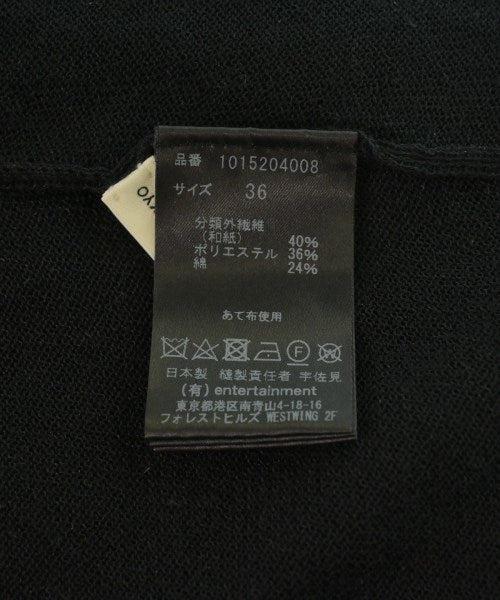 品番 1015204008
サイズ 36
分類外繊維
(和紙) 40%
ポリエステル 36%
綿 24%
あて布使用
日本製 縫製責任者 宇佐見
(有) entertainment
東京都港区南青山4-18-16
フォレストヒルズ WESTWING 2F